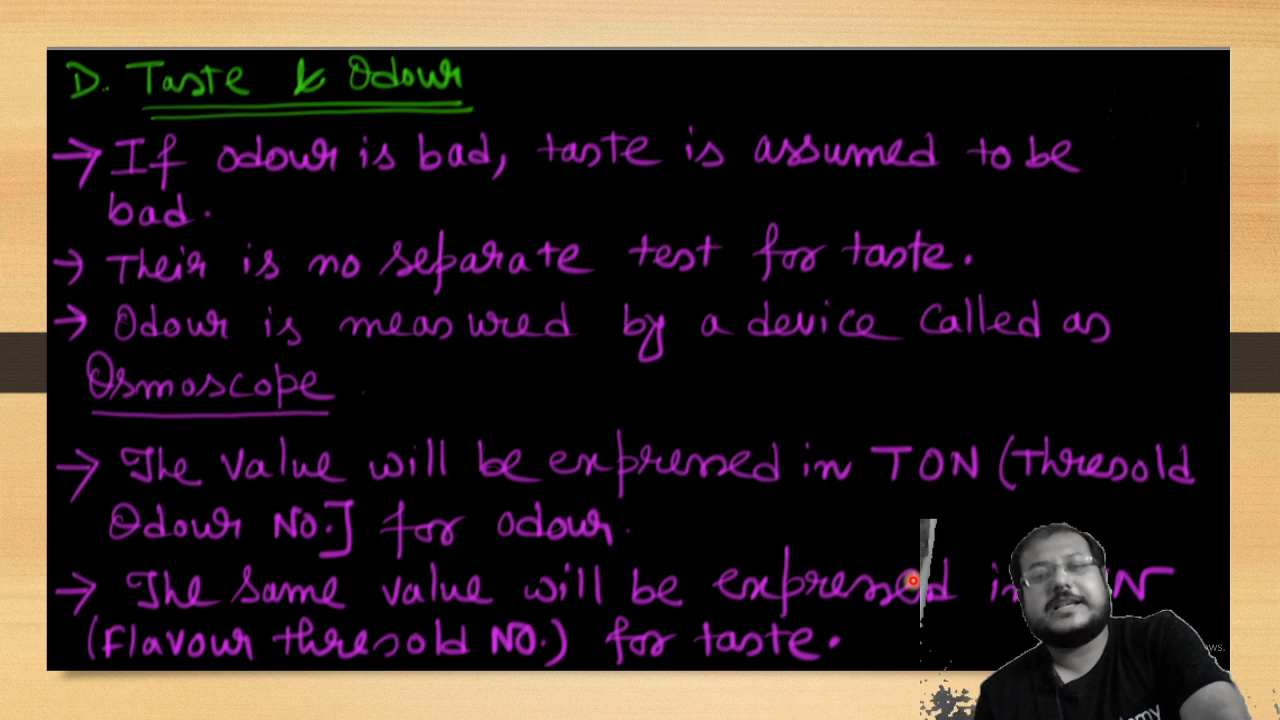 D. Taste & Odour
→ If odour is bad, taste is assumed to be
bad.
→ Their is no separate test for taste.
→ Odour is measured by a device called as
Osmoscope
→ The value will be expressed in TON (Thresold
Odour No.] for odour.
→ The same value will be expressed in
(Flavour thresold NO.) for taste.
ows.